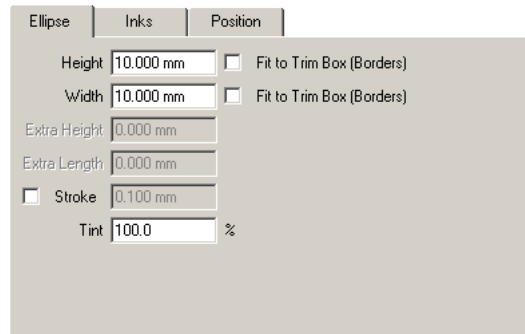 Ellipse Inks Position
Height 10.000 mm Fit to Trim Box (Borders)
Width 10.000 mm Fit to Trim Box (Borders)
Extra Height 0.000 mm
Extra Length 0.000 mm
Stroke 0.100 mm
Tint 100.0 %